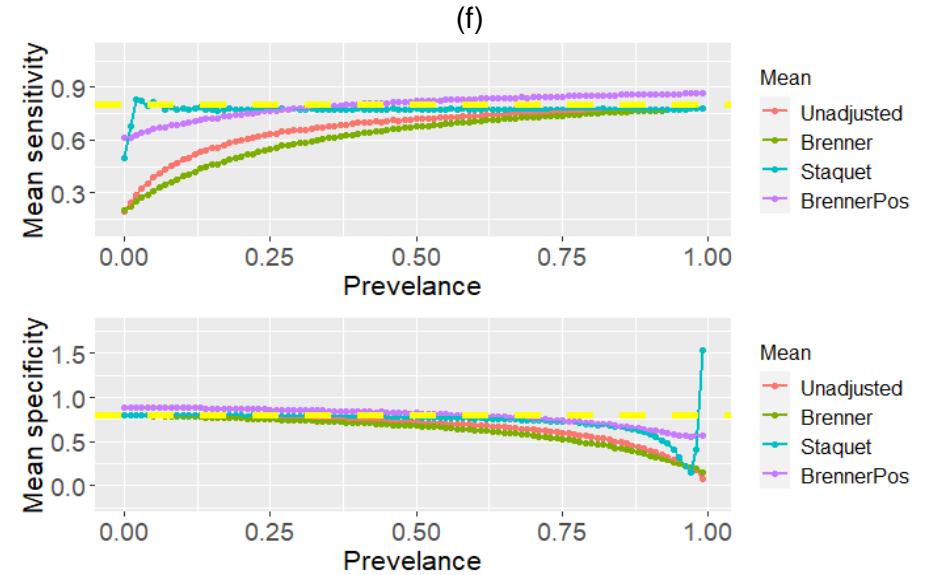 (f)
Mean sensitivity
0.9
0.6
0.3
0.00 0.25 0.50 0.75 1.00
Prevelance
Mean
Unadjusted
Brenner
Staquet
BrennerPos
Mean specificity
1.5
1.0
0.5
0.0
0.00 0.25 0.50 0.75 1.00
Prevelance
Mean
Unadjusted
Brenner
Staquet
BrennerPos